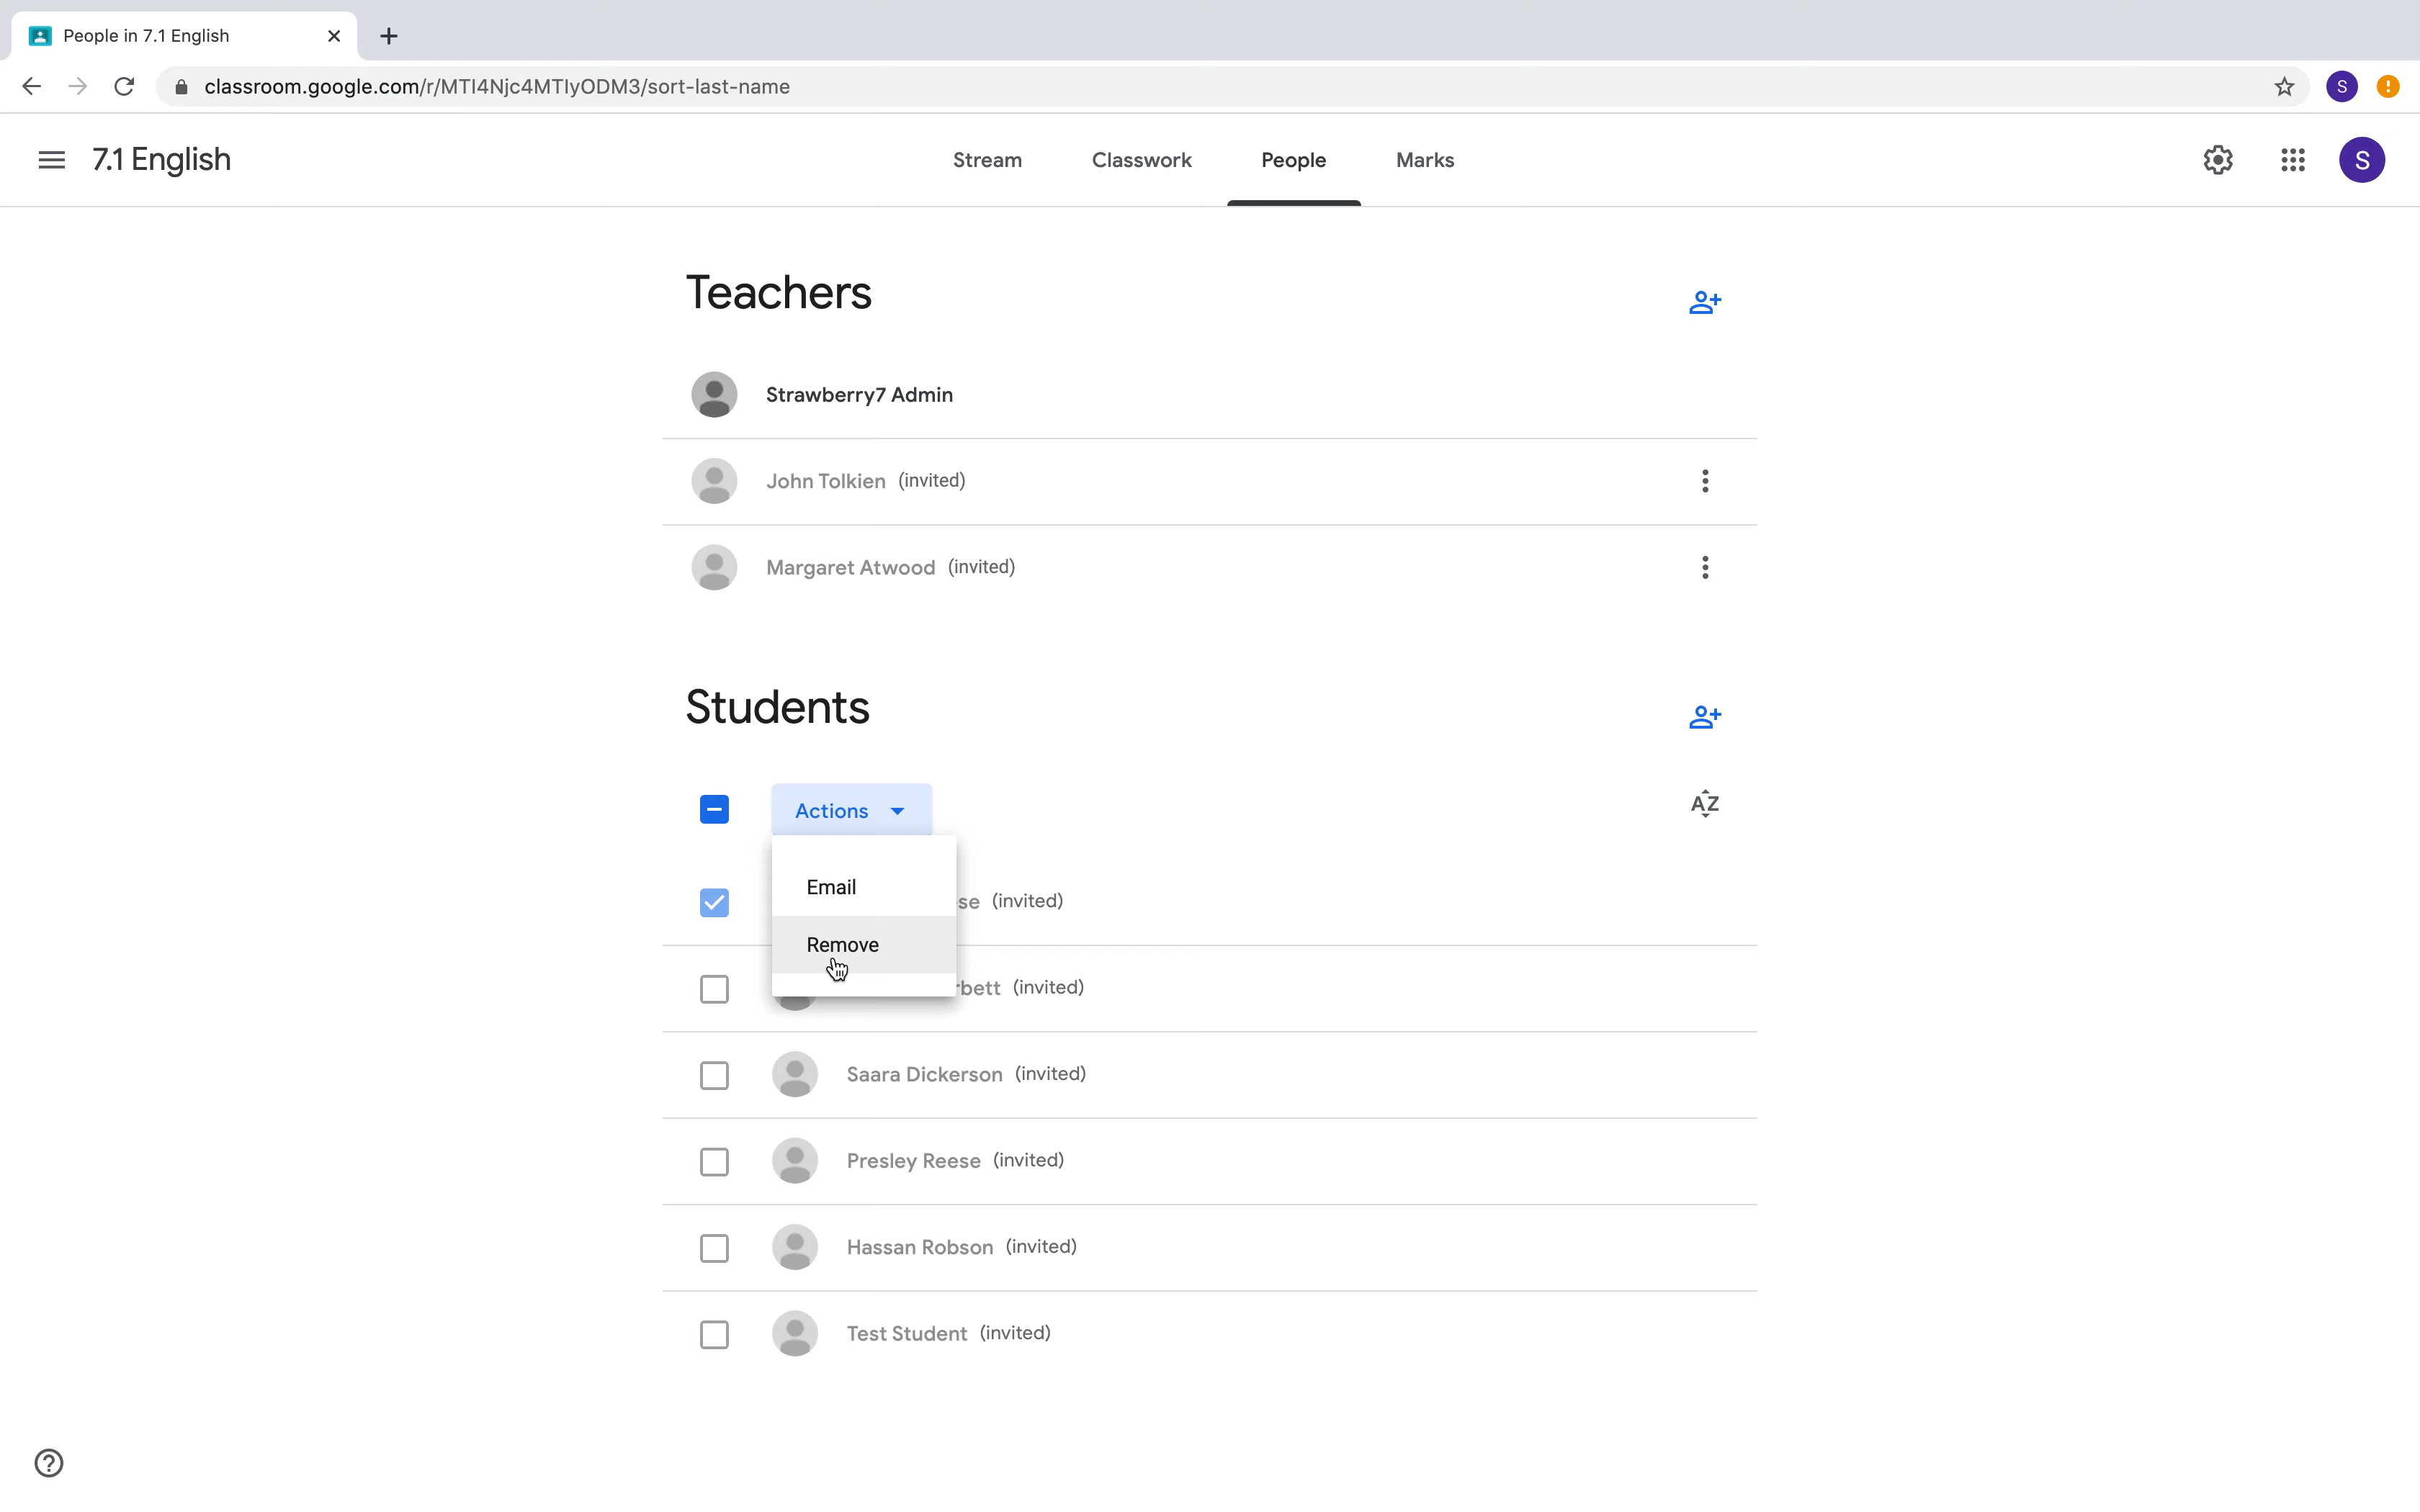 People in 7.1 English
classroom.google.com/r/MTI4Njc4MTIyODM3/sort-last-name
S
7.1 English
Stream
Classwork
People
Marks
S
Teachers
Strawberry7 Admin
John Tolkien (invited)
Margaret Atwood (invited)
Students
Actions
AZ
Email
se (invited)
Remove
bett (invited)
Saara Dickerson (invited)
Presley Reese (invited)
Hassan Robson (invited)
Test Student (invited)